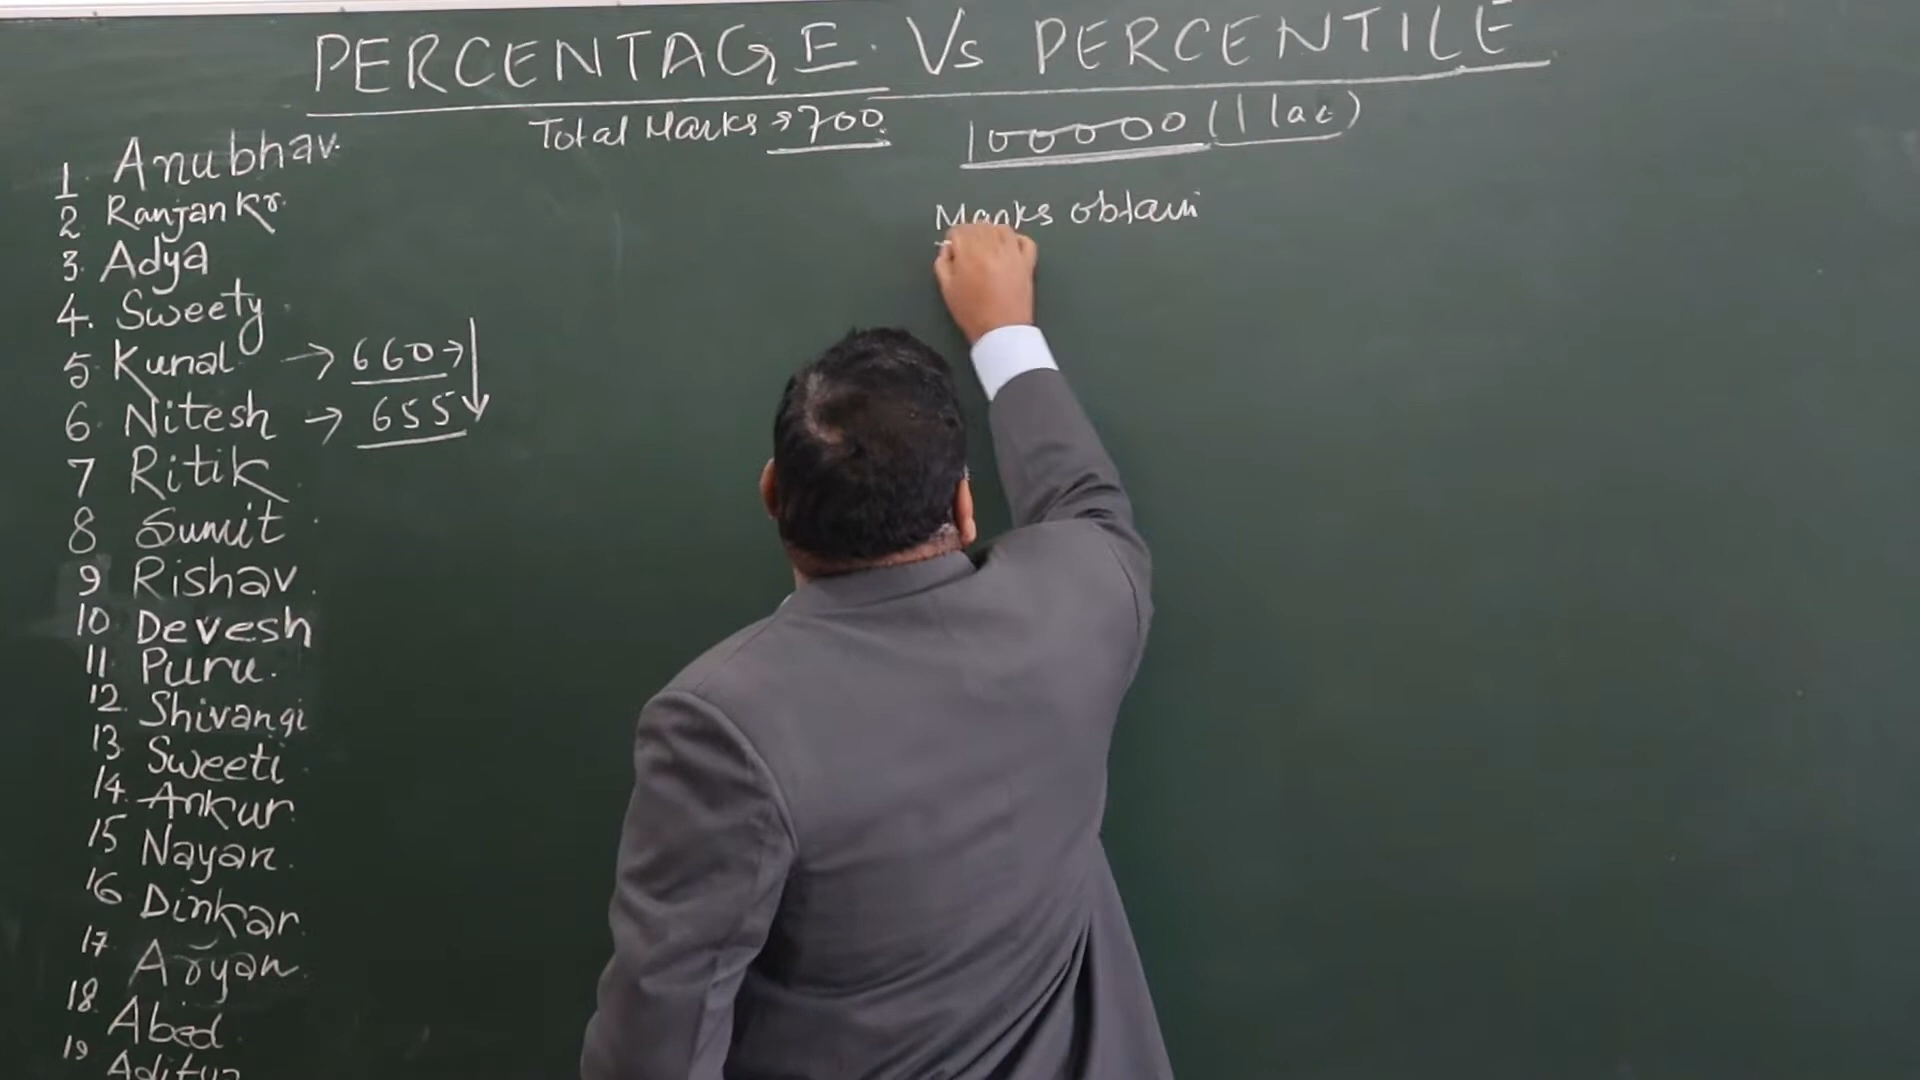 PERCENTAGE Vs PERCENTILE
Total Marks → 700
100000 (1 lac)
Marks obtain
1. Anubhav
2 Ranjan Kr.
3. Adya
4. Sweety
5. Kunal → 660 →
6. Nitesh → 655
7 Ritik
8 Sumit
9 Rishav
10 Devesh
11 Puru
12. Shivangi
13. Sweeti
14. Ankur
15 Nayan
16 Dinkar
17 Aryan
18. Abed
19 Aditya